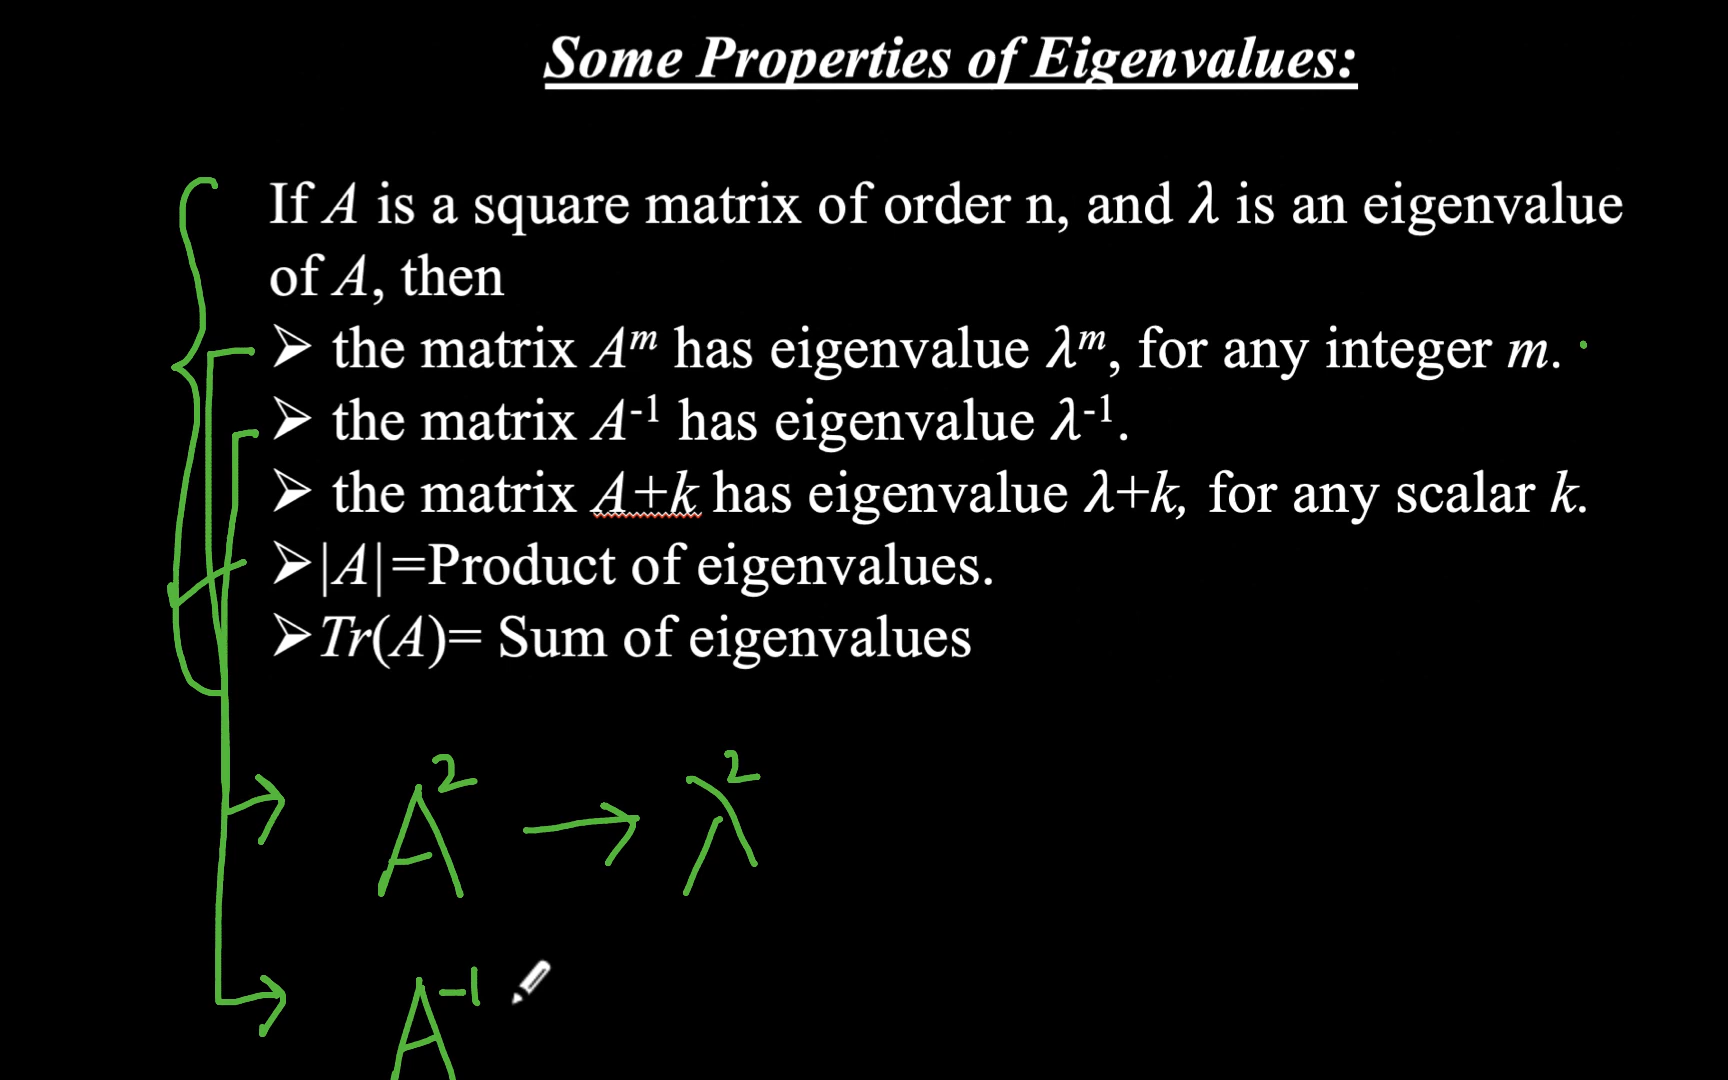 Some Properties of Eigenvalues:
If A is a square matrix of order n, and λ is an eigenvalue
of A, then
➢ the matrix Aᵐ has eigenvalue λᵐ, for any integer m.
➢ the matrix A⁻¹ has eigenvalue λ⁻¹.
➢ the matrix A+k has eigenvalue λ+k, for any scalar k.
➢|A|=Product of eigenvalues.
➢Tr(A)= Sum of eigenvalues
A² → λ²
A⁻¹